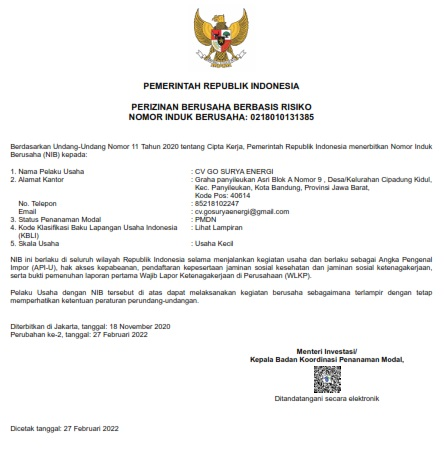 PEMERINTAH REPUBLIK INDONESIA
PERIZINAN BERUSAHA BERBASIS RISIKO
NOMOR INDUK BERUSAHA: 0218010131385
Berdasarkan Undang-Undang Nomor 11 Tahun 2020 tentang Cipta Kerja, Pemerintah Republik Indonesia menerbitkan Nomor Induk
Berusaha (NIB) kepada:
1. Nama Pelaku Usaha : CV GO SURYA ENERGI
2. Alamat Kantor : Graha panyileukan Asri Blok A Nomor 9 , Desa/Kelurahan Cipadung Kidul,
Kec. Panyileukan, Kota Bandung, Provinsi Jawa Barat,
Kode Pos: 40614
No. Telepon : 85218102247
Email : cv.gosuryaenergi@gmail.com
3. Status Penanaman Modal : PMDN
4. Kode Klasifikasi Baku Lapangan Usaha Indonesia : Lihat Lampiran
(KBLI)
5. Skala Usaha : Usaha Kecil
NIB ini berlaku di seluruh wilayah Republik Indonesia selama menjalankan kegiatan usaha dan berlaku sebagai Angka Pengenal
Impor (API-U), hak akses kepabeanan, pendaftaran kepesertaan jaminan sosial kesehatan dan jaminan sosial ketenagakerjaan,
serta bukti pemenuhan laporan pertama Wajib Lapor Ketenagakerjaan di Perusahaan (WLKP).
Pelaku Usaha dengan NIB tersebut di atas dapat melaksanakan kegiatan berusaha sebagaimana terlampir dengan tetap
memperhatikan ketentuan peraturan perundang-undangan.
Diterbitkan di Jakarta, tanggal: 18 November 2020
Perubahan ke-2, tanggal: 27 Februari 2022
Menteri Investasi/
Kepala Badan Koordinasi Penanaman Modal,
Ditandatangani secara elektronik
Dicetak tanggal: 27 Februari 2022